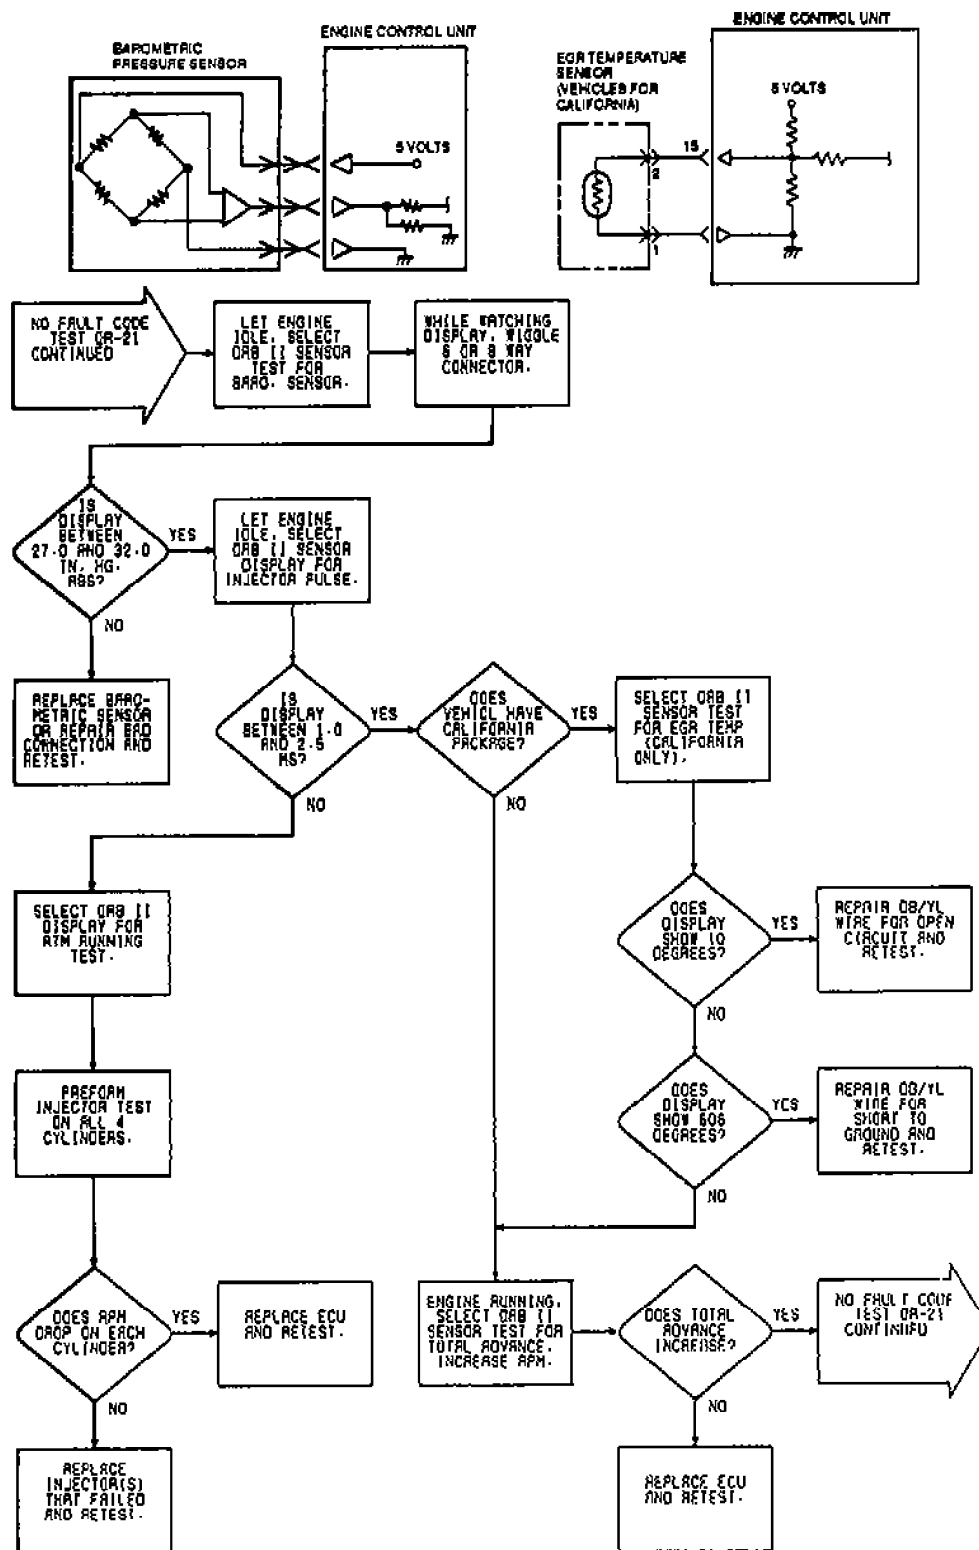 BAROMETRIC
PRESSURE SENSOR
ENGINE CONTROL UNIT
5 VOLTS
EGR TEMPERATURE
SENSOR
(VEHICLES FOR
CALIFORNIA)
ENGINE CONTROL UNIT
5 VOLTS
15
2
1
NO FAULT CODE
TEST DR-21
CONTINUED
LET ENGINE
IDLE, SELECT
DRB II SENSOR
TEST FOR
BARO. SENSOR.
WHILE WATCHING
DISPLAY, WIGGLE
6 OR 8 WAY
CONNECTOR.
IS
DISPLAY
BETWEEN
27.0 AND 32.0
IN. HG.
ABS?
YES
NO
LET ENGINE
IDLE, SELECT
DRB II SENSOR
DISPLAY FOR
INJECTOR PULSE.
REPLACE BARO-
METRIC SENSOR
OR REPAIR BAD
CONNECTION AND
RETEST.
IS
DISPLAY
BETWEEN 1.0
AND 2.5
MS?
YES
NO
DOES
VEHICL HAVE
CALIFORNIA
PACKAGE?
YES
NO
SELECT DRB II
SENSOR TEST
FOR EGR TEMP
(CALIFORNIA
ONLY).
SELECT DRB II
DISPLAY FOR
ATM RUNNING
TEST.
DOES
DISPLAY
SHOW 10
DEGREES?
YES
NO
REPAIR DB/YL
WIRE FOR OPEN
CIRCUIT AND
RETEST.
PREFORM
INJECTOR TEST
ON ALL 4
CYLINDERS.
DOES
DISPLAY
SHOW
DEGREES?
YES
NO
REPAIR DB/YL
WIRE FOR
SHORT TO
GROUND AND
RETEST.
DOES RPM
DROP ON EACH
CYLINDER?
YES
NO
REPLACE ECU
AND RETEST.
ENGINE RUNNING,
SELECT DRB II
SENSOR TEST FOR
TOTAL ADVANCE.
INCREASE RPM.
DOES TOTAL
ADVANCE
INCREASE?
YES
NO
NO FAULT CODE
TEST DR-21
CONTINUED
REPLACE
INJECTOR(S)
THAT FAILED
AND RETEST.
REPLACE ECU
AND RETEST.